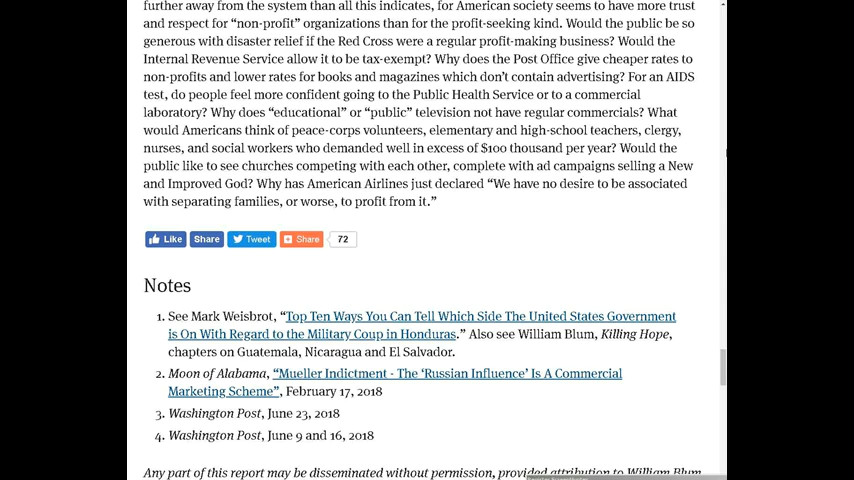 further away from the system than all this indicates, for American society seems to have more trust
and respect for “non-profit” organizations than for the profit-seeking kind. Would the public be so
generous with disaster relief if the Red Cross were a regular profit-making business? Would the
Internal Revenue Service allow it to be tax-exempt? Why does the Post Office give cheaper rates to
non-profits and lower rates for books and magazines which don’t contain advertising? For an AIDS
test, do people feel more confident going to the Public Health Service or to a commercial
laboratory? Why does “educational” or “public” television not have regular commercials? What
would Americans think of peace-corps volunteers, elementary and high-school teachers, clergy,
nurses, and social workers who demanded well in excess of $100 thousand per year? Would the
public like to see churches competing with each other, complete with ad campaigns selling a New
and Improved God? Why has American Airlines just declared “We have no desire to be associated
with separating families, or worse, to profit from it.”
Like Share Tweet Share 72
Notes
1. See Mark Weisbrot, “Top Ten Ways You Can Tell Which Side The United States Government
is On With Regard to the Military Coup in Honduras.” Also see William Blum, Killing Hope,
chapters on Guatemala, Nicaragua and El Salvador.
2. Moon of Alabama, “Mueller Indictment - The ‘Russian Influence’ Is A Commercial
Marketing Scheme”, February 17, 2018
3. Washington Post, June 23, 2018
4. Washington Post, June 9 and 16, 2018
Any part of this report may be disseminated without permission, provided attribution to William Blum